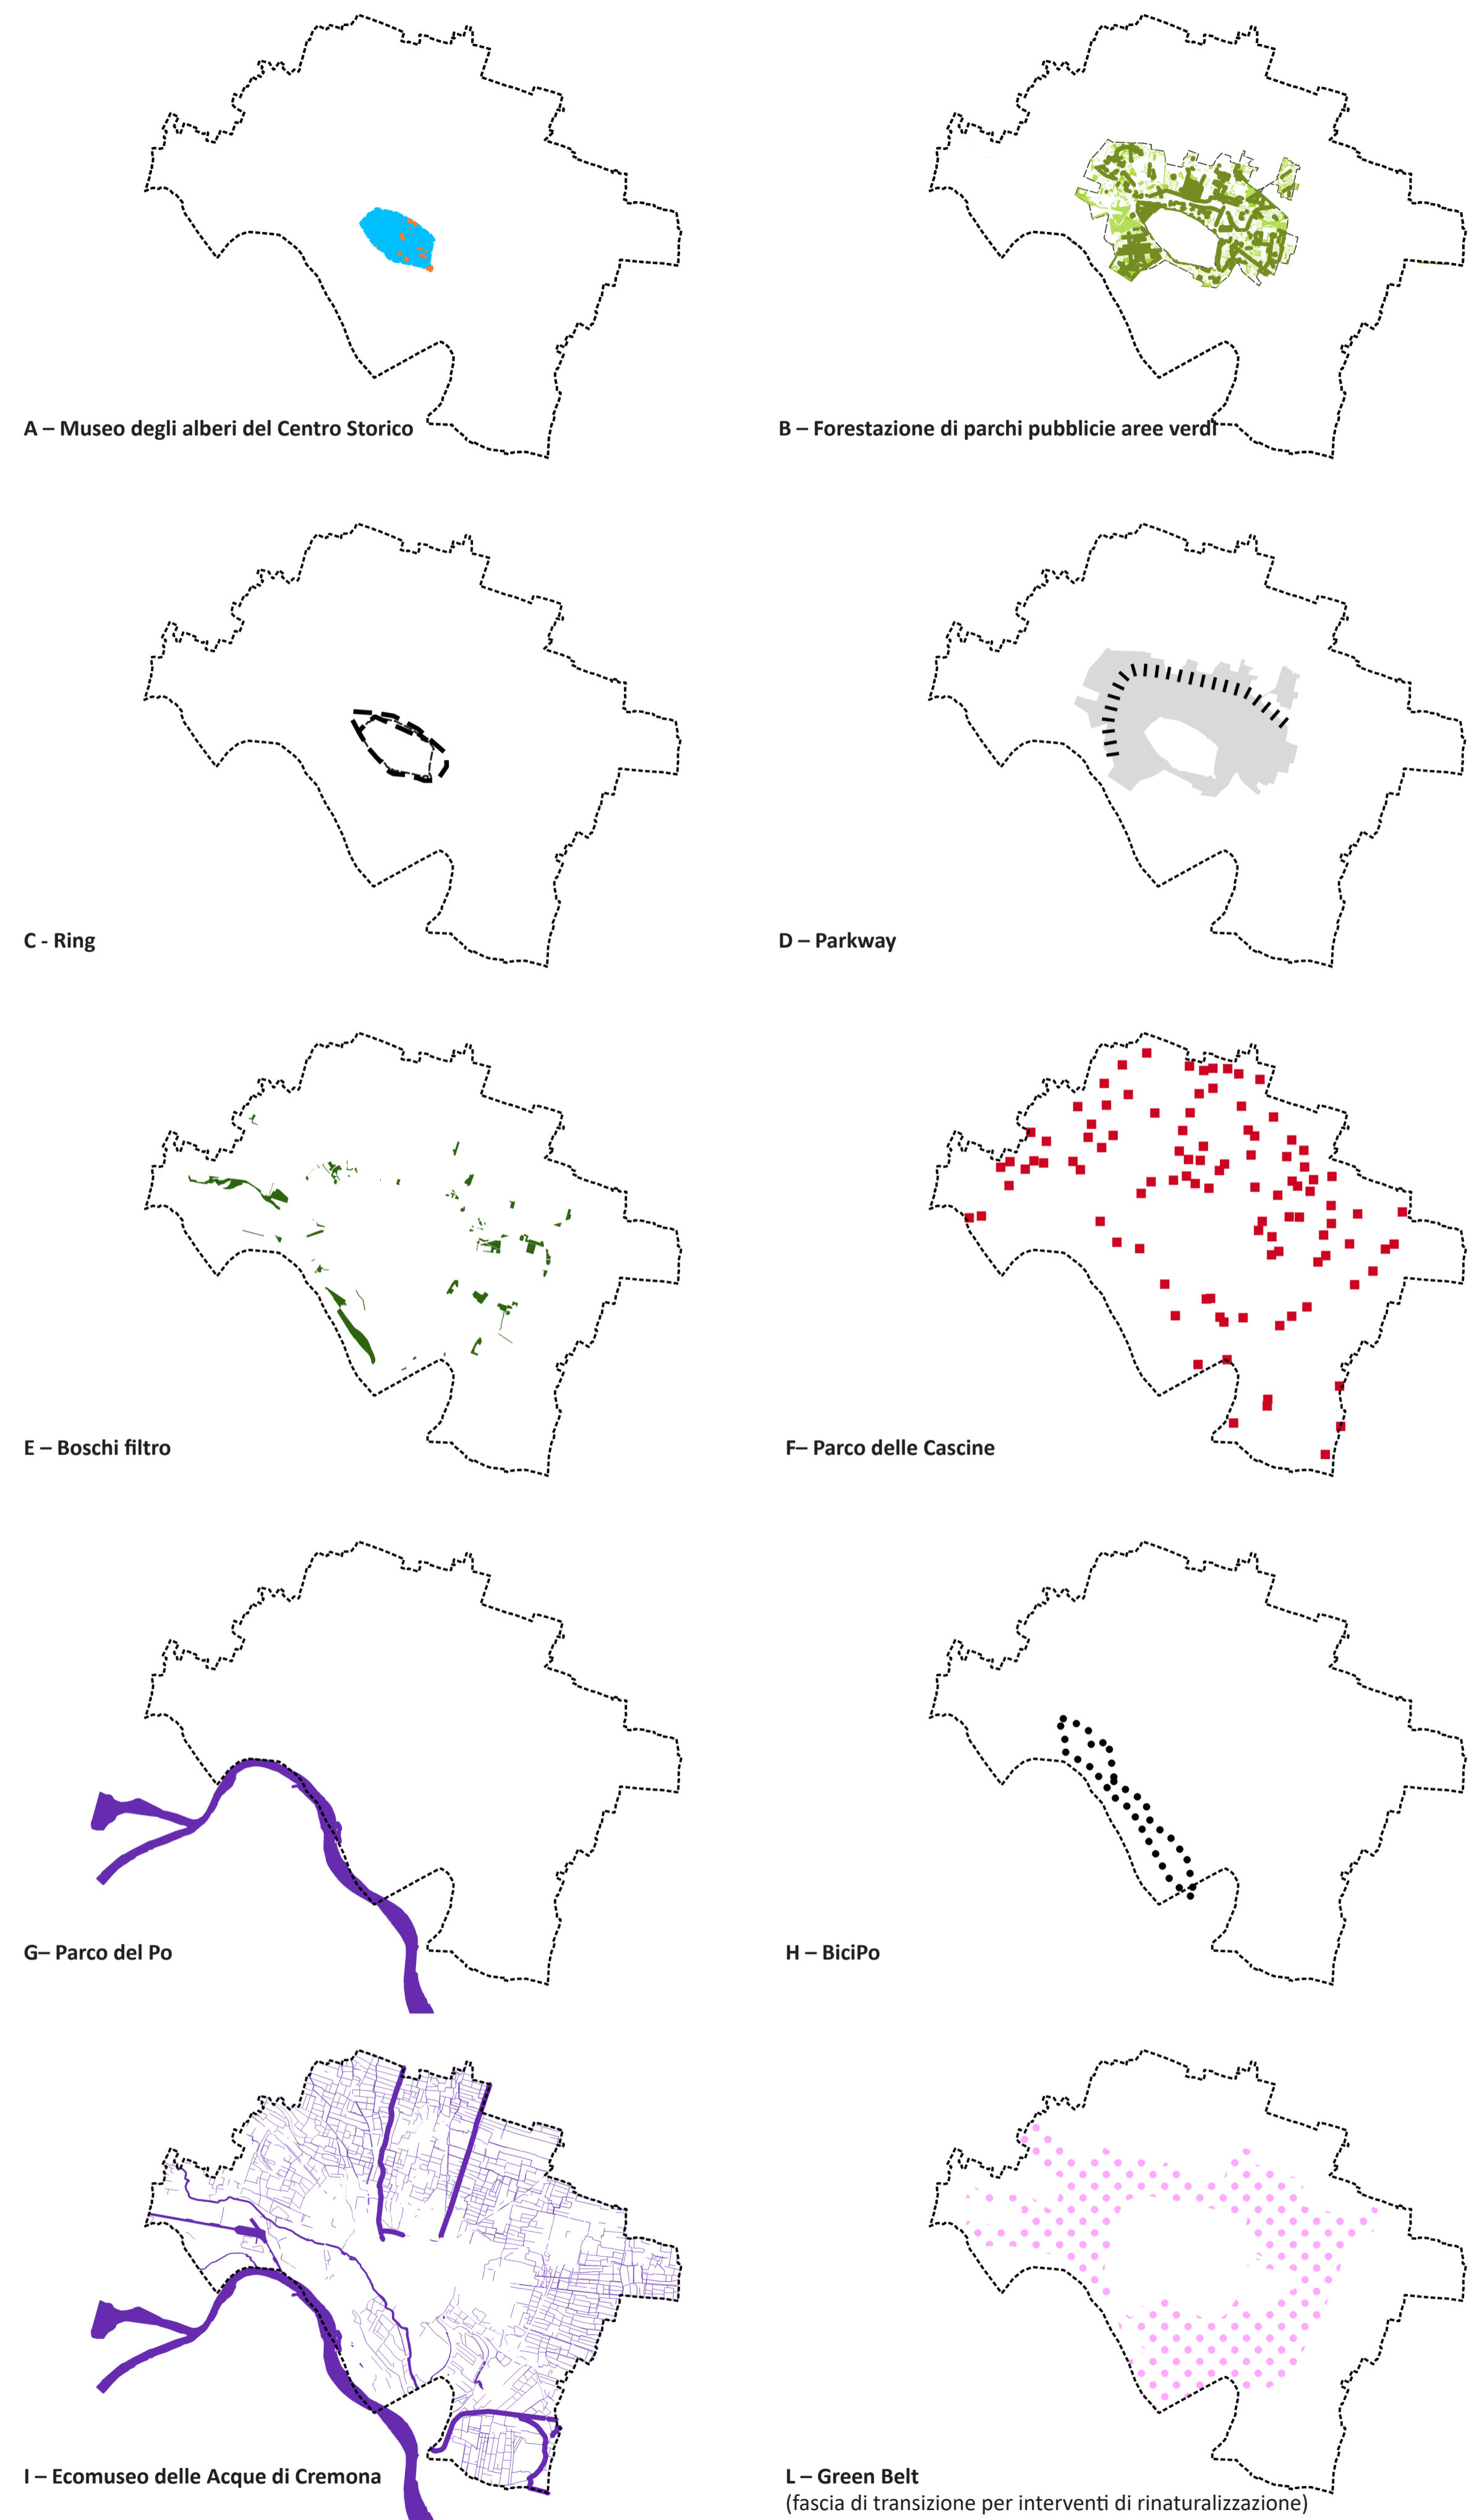 A – Museo degli alberi del Centro Storico
B – Forestazione di parchi pubblicie aree verdi
C - Ring
D – Parkway
E – Boschi filtro
F– Parco delle Cascine
G– Parco del Po
H – BiciPo
I – Ecomuseo delle Acque di Cremona
L – Green Belt
(fascia di transizione per interventi di rinaturalizzazione)